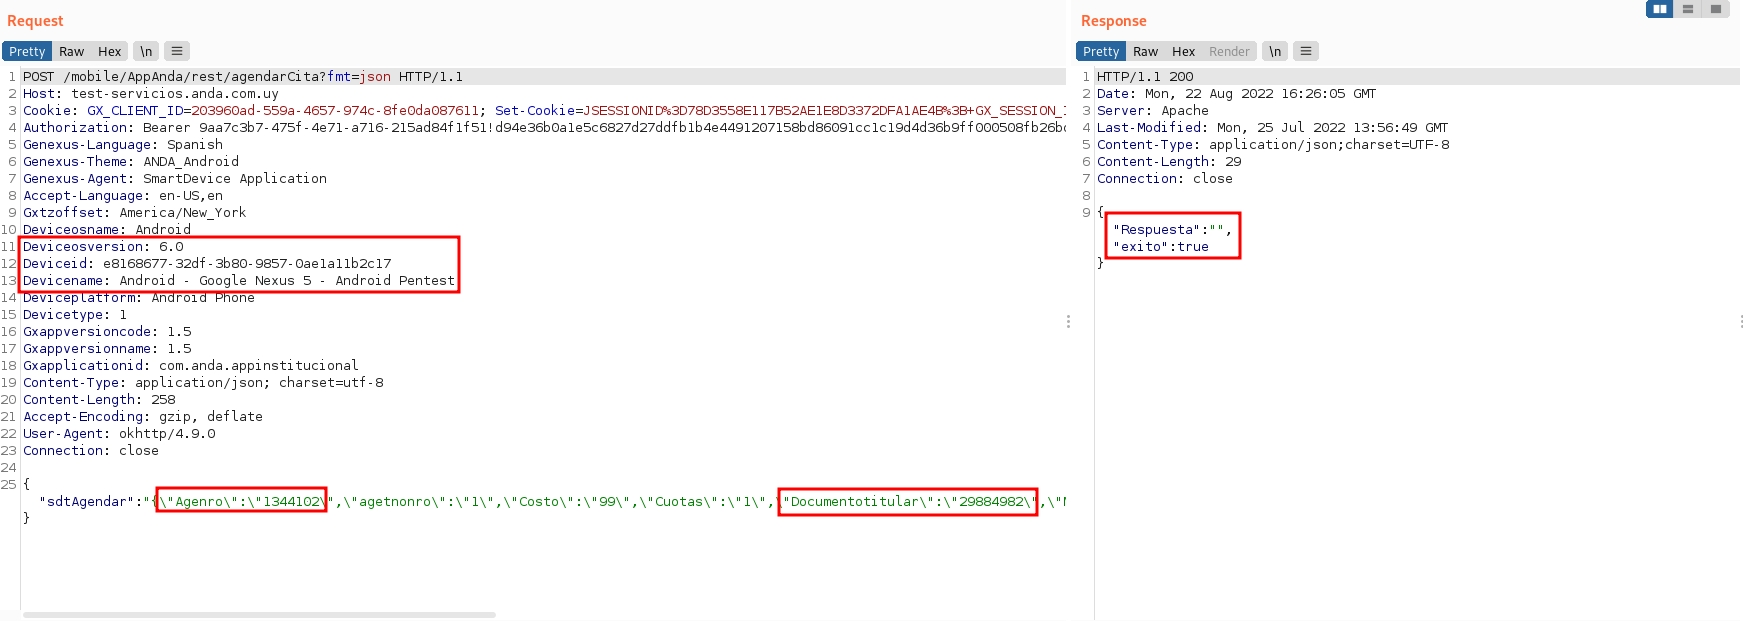 Request
Pretty Raw Hex \n
1 POST /mobile/AppAnda/rest/agendarCita?fmt=json HTTP/1.1
2 Host: test-servicios.anda.com.uy
3 Cookie: GX_CLIENT_ID=203960ad-559a-4657-974c-8fe0da087611; Set-Cookie=JSESSIONID%3D78D3558E117B52AE1E8D3372DFA1AE4B%3B+GX_SESSION_I
4 Authorization: Bearer 9aa7c3b7-475f-4e71-a716-215ad84f1f51!d94e36b0a1e5c6827d27ddfb1b4e4491207158bd86091cc1c19d4d36b9ff000508fb26bc
5 Genexus-Language: Spanish
6 Genexus-Theme: ANDA_Android
7 Genexus-Agent: SmartDevice Application
8 Accept-Language: en-US,en
9 Gxtzoffset: America/New_York
10 Deviceosname: Android
11 Deviceosversion: 6.0
12 Deviceid: e8168677-32df-3b80-9857-0ae1a11b2c17
13 Devicename: Android - Google Nexus 5 - Android Pentest
14 Deviceplatform: Android Phone
15 Devicetype: 1
16 Gxappversioncode: 1.5
17 Gxappversionname: 1.5
18 Gxapplicationid: com.anda.appinstitucional
19 Content-Type: application/json; charset=utf-8
20 Content-Length: 258
21 Accept-Encoding: gzip, deflate
22 User-Agent: okhttp/4.9.0
23 Connection: close
24
25 {
"sdtAgendar":"{\"Agenro\":\"1344102\",\"agetnonro\":\"1\",\"Costo\":\"99\",\"Cuotas\":\"1\",\"Documentotitular\":\"29884982\",\"
}
Response
Pretty Raw Hex Render \n
1 HTTP/1.1 200
2 Date: Mon, 22 Aug 2022 16:26:05 GMT
3 Server: Apache
4 Last-Modified: Mon, 25 Jul 2022 13:56:49 GMT
5 Content-Type: application/json;charset=UTF-8
6 Content-Length: 29
7 Connection: close
8
9 {
"Respuesta":"",
"exito":true
}